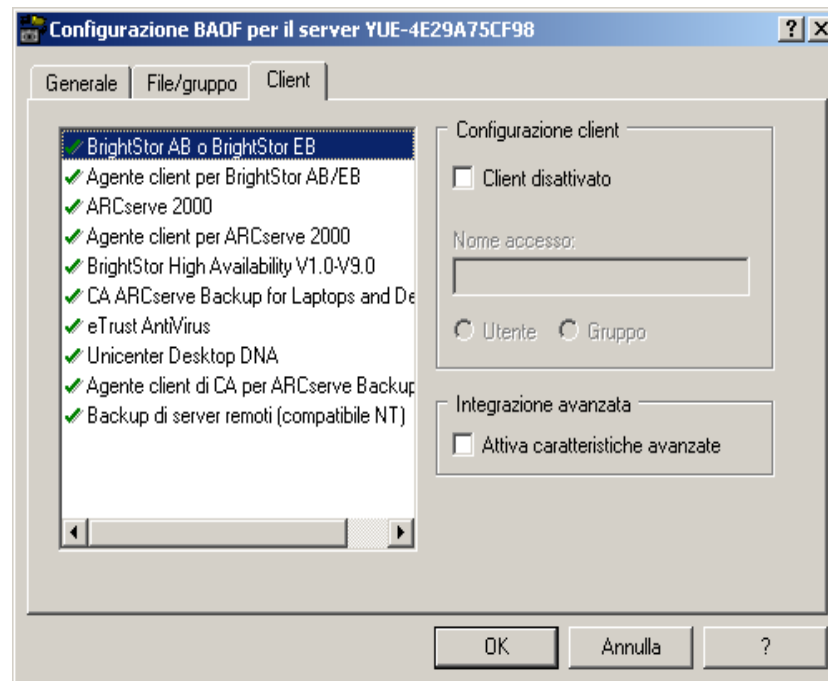 Configurazione BAOF per il server YUE-4E29A75CF98
Generale
File/gruppo
Client
BrightStor AB o BrightStor EB
Agente client per BrightStor AB/EB
ARCserve 2000
Agente client per ARCserve 2000
BrightStor High Availability V1.0-V9.0
CA ARCserve Backup for Laptops and De
eTrust AntiVirus
Unicenter Desktop DNA
Agente client di CA per ARCserve Backup
Backup di server remoti (compatibile NT)
Configurazione client
Client disattivato
Nome accesso:
Utente
Gruppo
Integrazione avanzata
Attiva caratteristiche avanzate
OK
Annulla
?